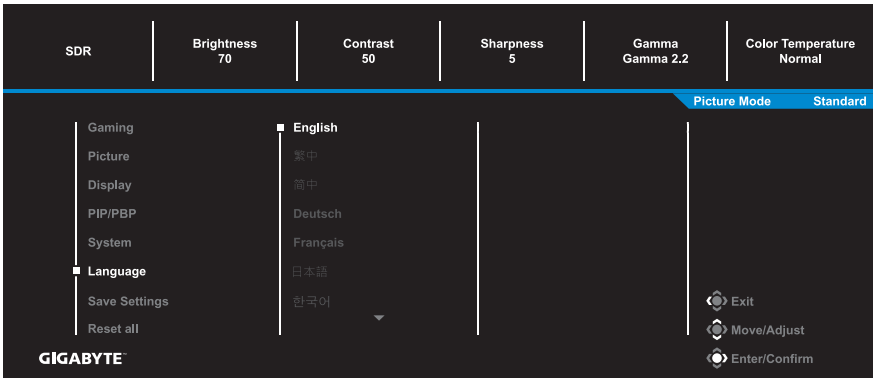 SDR
Brightness
70
Contrast
50
Sharpness
5
Gamma
Gamma 2.2
Color Temperature
Normal
Picture Mode Standard
Gaming
Picture
Display
PIP/PBP
System
Language
Save Settings
Reset all
English
繁中
简中
Deutsch
Français
日本語
한국어
Exit
Move/Adjust
Enter/Confirm
GIGABYTE™